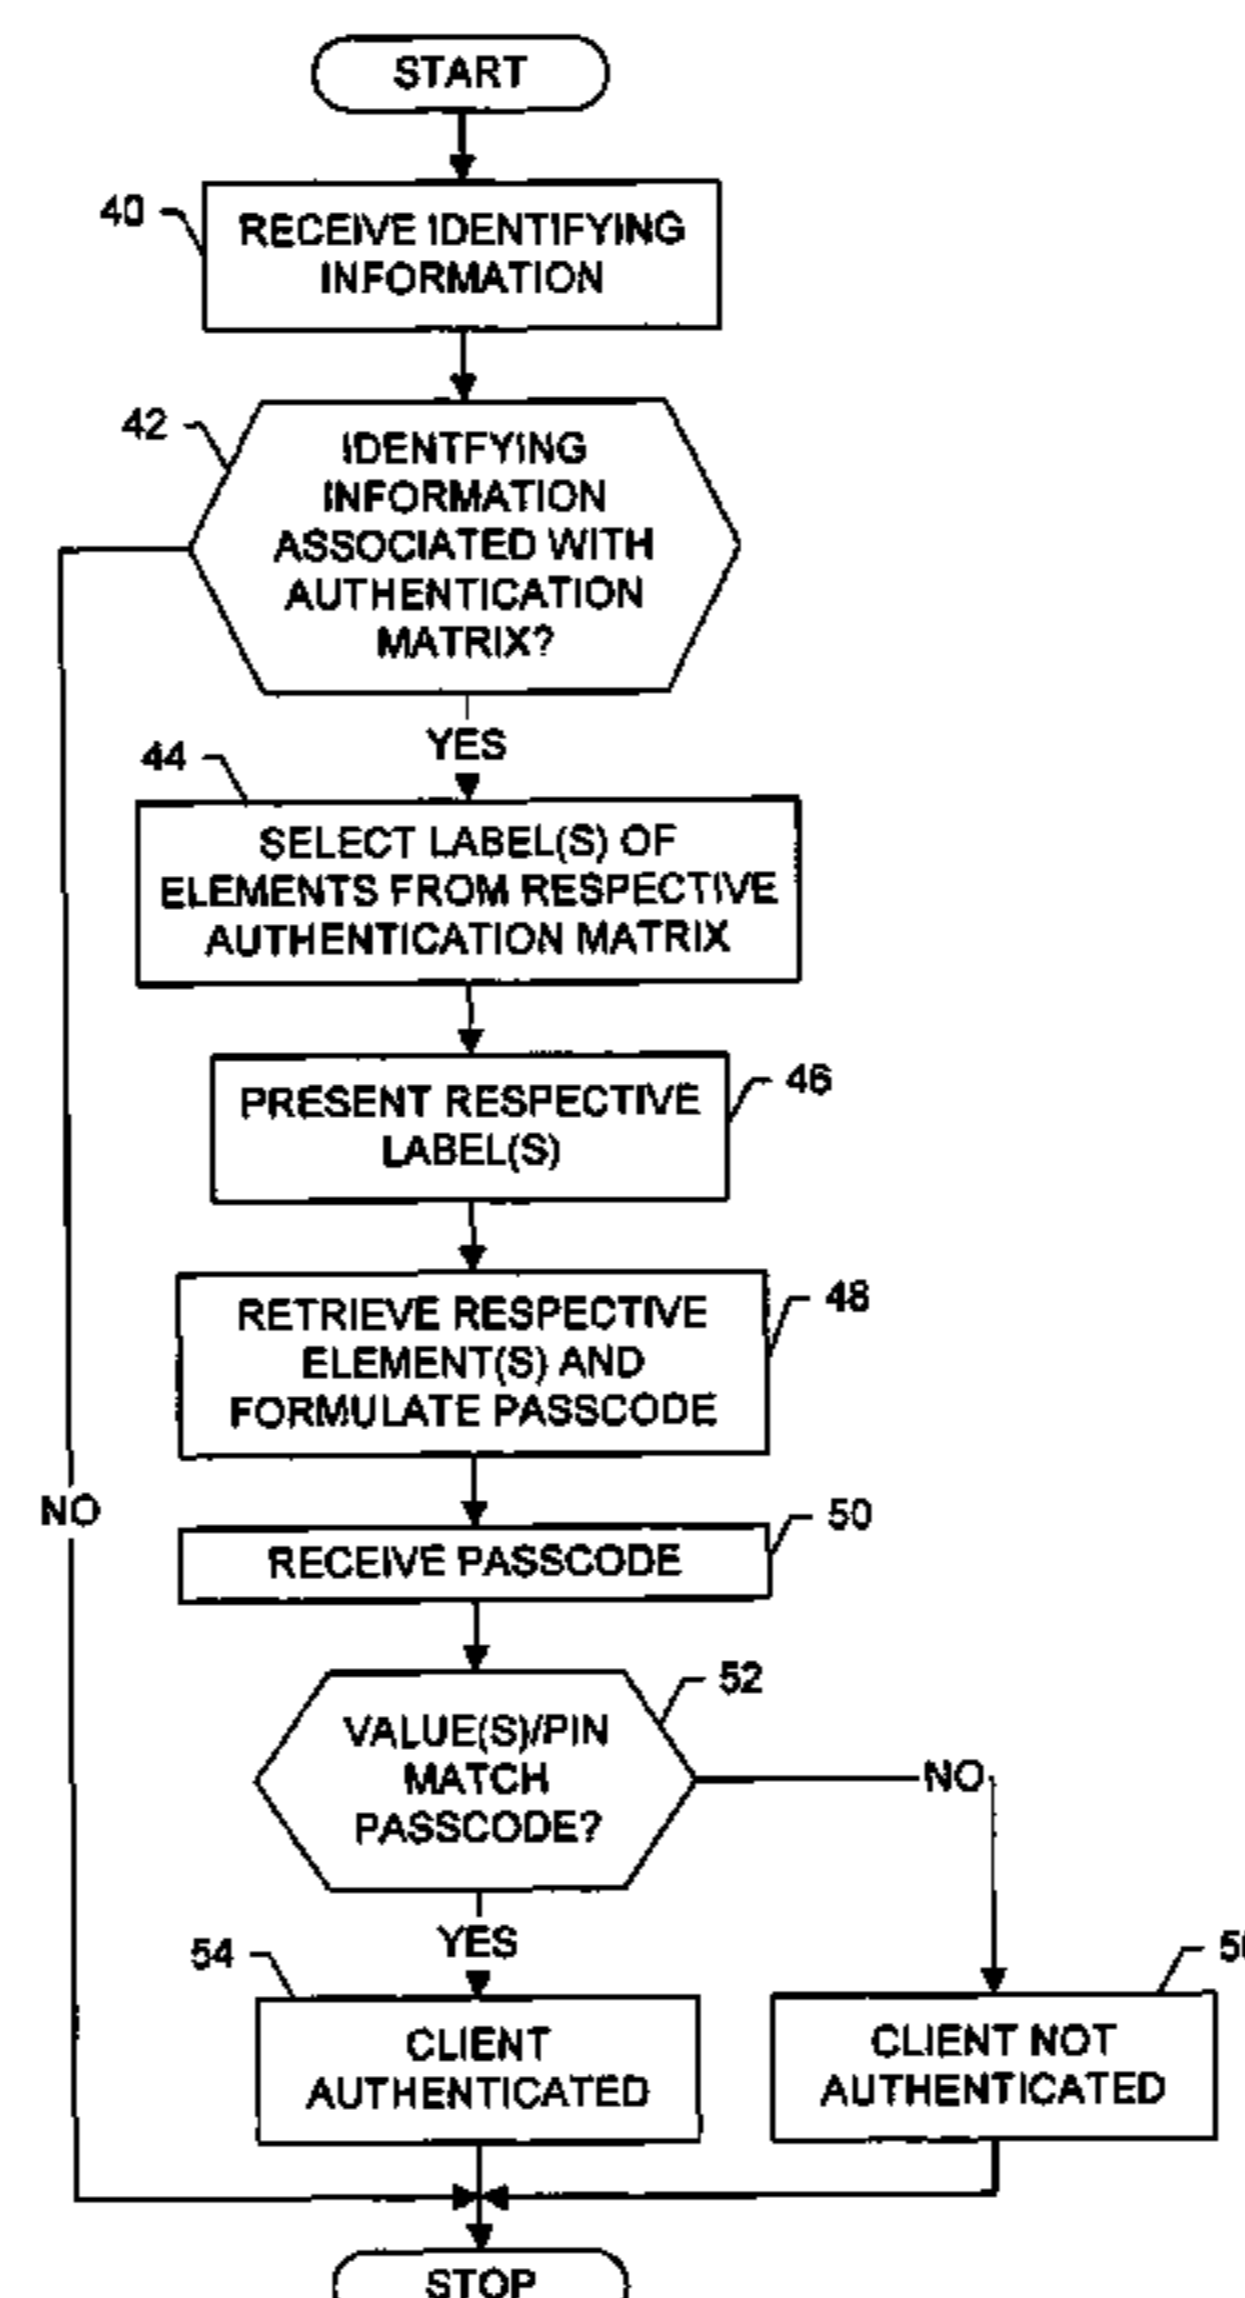 START
40
RECEIVE IDENTIFYING
INFORMATION
42
IDENTFYING
INFORMATION
ASSOCIATED WITH
AUTHENTICATION
MATRIX?
YES
44
SELECT LABEL(S) OF
ELEMENTS FROM RESPECTIVE
AUTHENTICATION MATRIX
PRESENT RESPECTIVE
LABEL(S)
46
RETRIEVE RESPECTIVE
ELEMENT(S) AND
FORMULATE PASSCODE
48
NO
RECEIVE PASSCODE
50
52
VALUE(S)/PIN
MATCH
PASSCODE?
NO
YES
54
CLIENT
AUTHENTICATED
CLIENT NOT
AUTHENTICATED
STOP